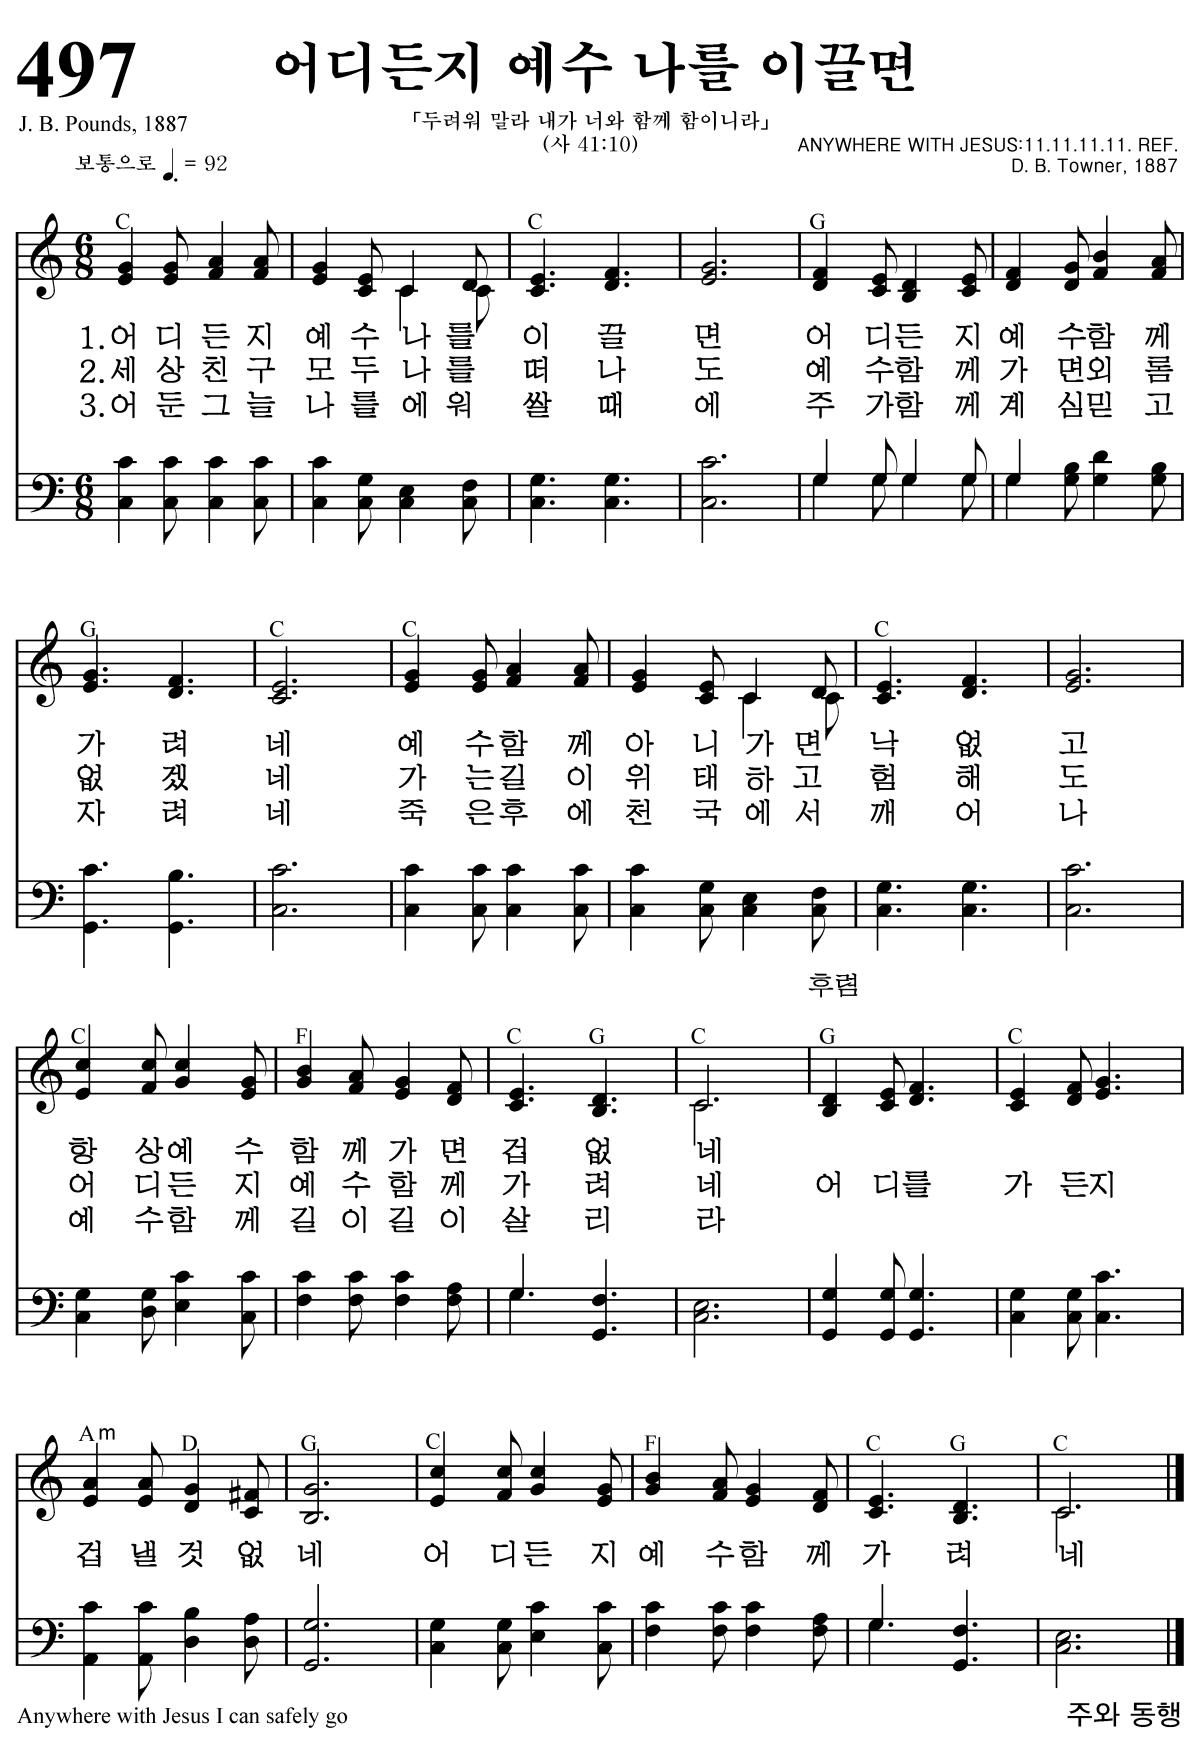 497
어디든지 예수 나를 이끌면
J. B. Pounds, 1887
「두려워 말라 내가 너와 함께 함이니라」
(사 41:10)
ANYWHERE WITH JESUS:11.11.11.11. REF.
보통으로 ♩. = 92
D. B. Towner, 1887
C C G
6 8
1.어 디 든 지 예 수 나 를 이 끌 면 어 디든 지 예 수함 께
2.세 상 친 구 모 두 나 를 떠 나 도 예 수함 께 가 면외 롬
3.어 둔 그 늘 나 를 에 워 쌀 때 에 주 가함 께 계 심믿 고
6 8
G C C C
가 려 네 예 수함 께 아 니 가 면 낙 없 고
없 겠 네 가 는길 이 위 태 하 고 험 해 도
자 려 네 죽 은후 에 천 국 에 서 깨 어 나
후렴
C F C G C G C
항 상예 수 함 께 가 면 겁 없 네
어 디든 지 예 수 함 께 가 려 네 어 디를 가 든지
예 수함 께 길 이 길 이 살 리 라
Am D G C F C G C
겁 낼 것 없 네 어 디든 지 예 수함 께 가 려 네
Anywhere with Jesus I can safely go
주와 동행